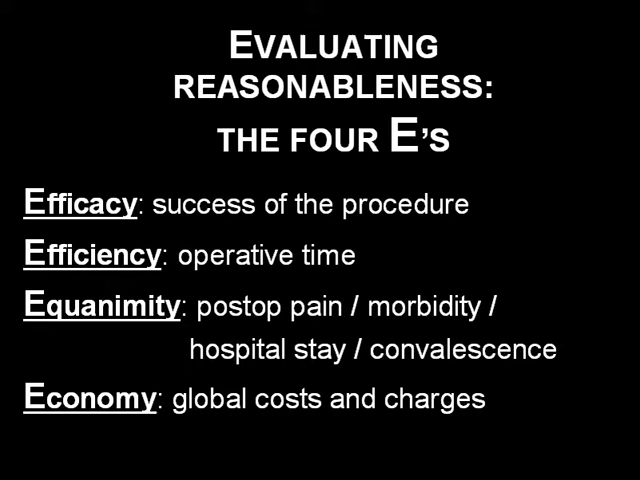 EVALUATING
REASONABLENESS:
THE FOUR E'S
Efficacy: success of the procedure
Efficiency: operative time
Equanimity: postop pain / morbidity /
hospital stay / convalescence
Economy: global costs and charges